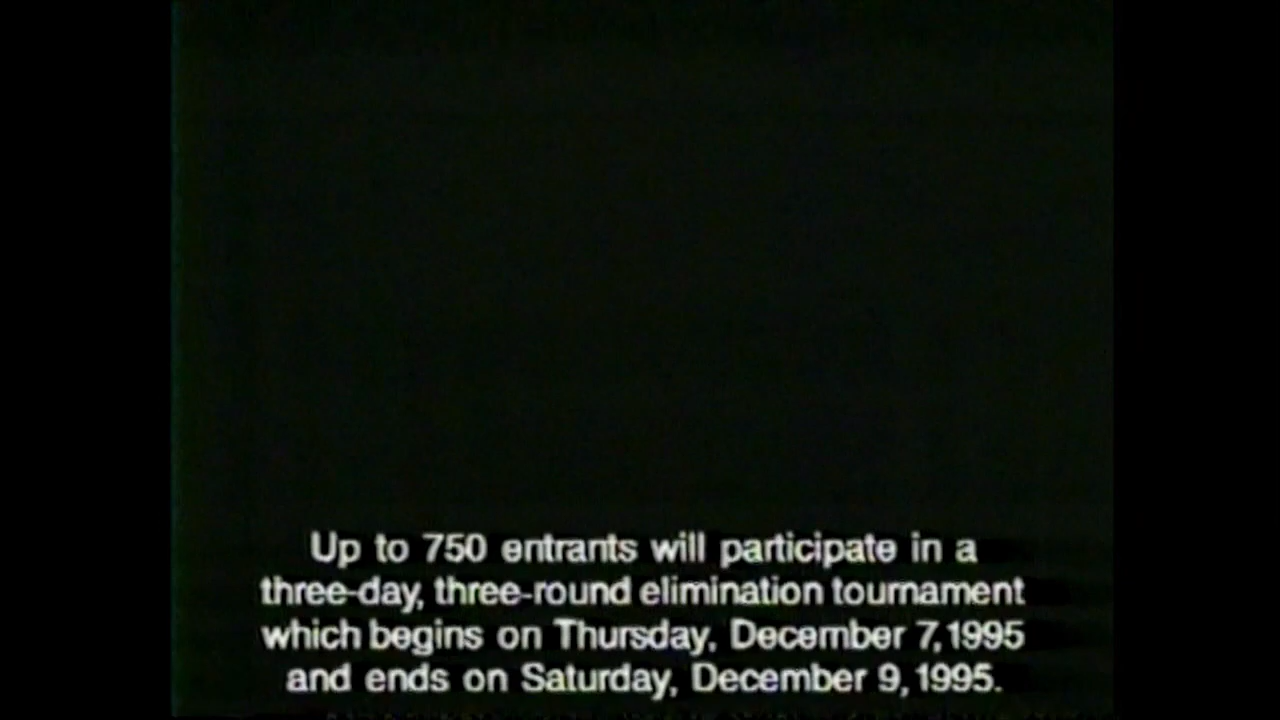 Up to 750 entrants will participate in a
three-day, three-round elimination tournament
which begins on Thursday, December 7, 1995
and ends on Saturday, December 9, 1995.